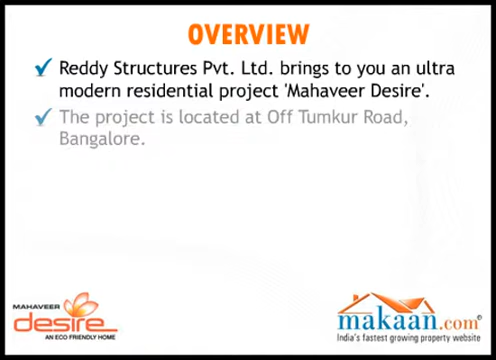 OVERVIEW
Reddy Structures Pvt. Ltd. brings to you an ultra
modern residential project 'Mahaveer Desire'.
The project is located at Off Tumkur Road,
Bangalore.
MAHAVEER
desire
AN ECO FRIENDLY HOME
makaan.com©
India's fastest growing property website